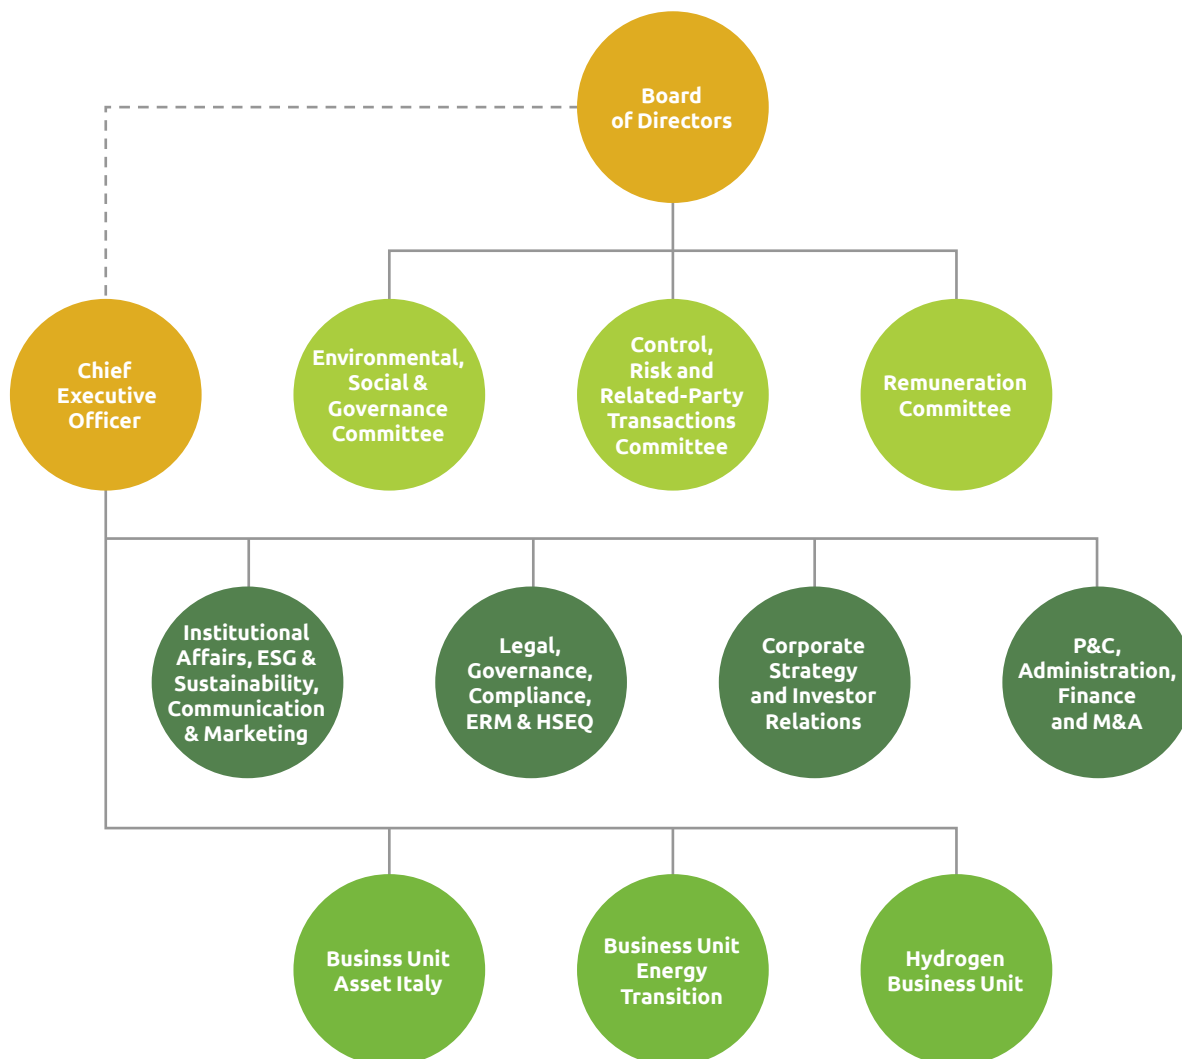 Board
of Directors
Chief
Executive
Officer
Environmental,
Social &
Governance
Committee
Control,
Risk and
Related-Party
Transactions
Committee
Remuneration
Committee
Institutional
Affairs, ESG &
Sustainability,
Communication
& Marketing
Legal,
Governance,
Compliance,
ERM & HSEQ
Corporate
Strategy
and Investor
Relations
P&C,
Administration,
Finance
and M&A
Businss Unit
Asset Italy
Business Unit
Energy
Transition
Hydrogen
Business Unit